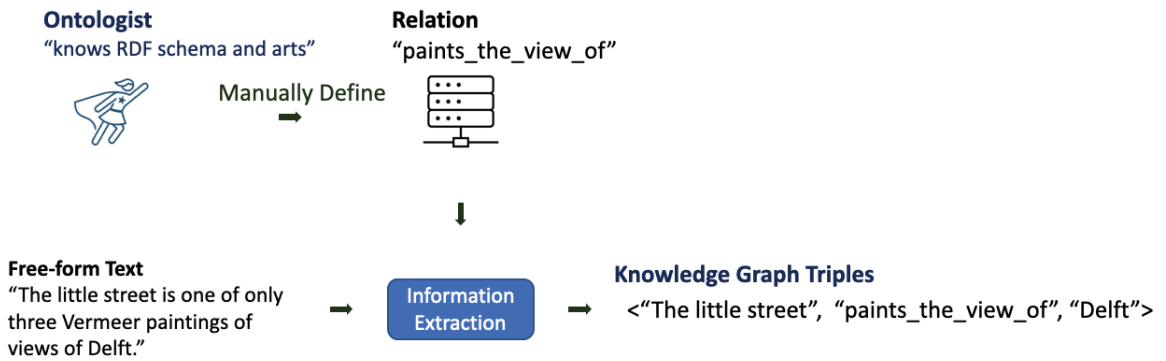 Ontologist
“knows RDF schema and arts”
Relation
“paints_the_view_of”
Manually Define
Free-form Text
“The little street is one of only
three Vermeer paintings of
views of Delft.”
Information
Extraction
Knowledge Graph Triples
<“The little street”, “paints_the_view_of”, “Delft”>